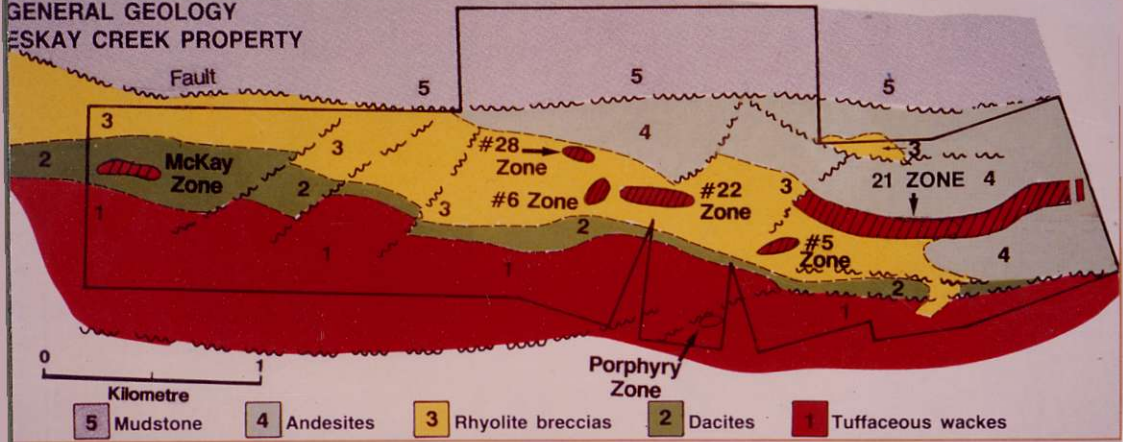 GENERAL GEOLOGY
ESKAY CREEK PROPERTY
Fault
5
5
5
3
4
3
#28
Zone
3
2
McKay
Zone
21 ZONE
4
2
#6 Zone
#22
Zone
3
1
3
2
#5
Zone
4
1
1
2
1
Porphyry
Zone
0
1
Kilometre
5 Mudstone
4 Andesites
3 Rhyolite breccias
2 Dacites
1 Tuffaceous wackes